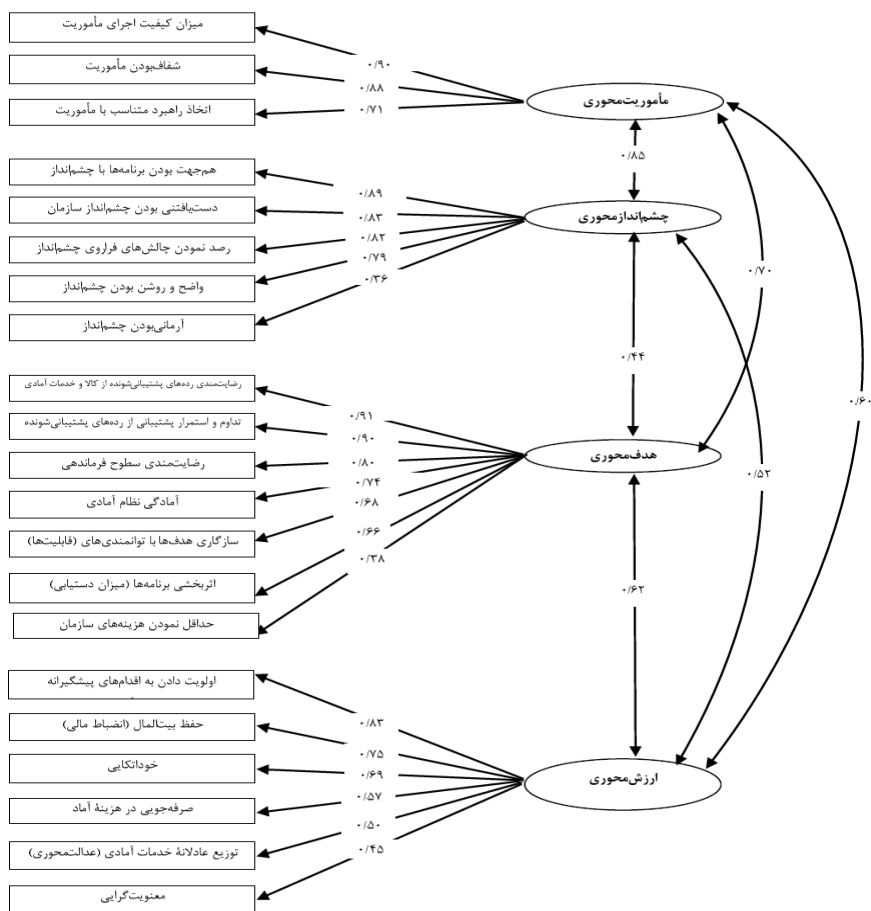 میزان کیفیت اجرای مأموریت
شفاف‌بودن مأموریت
اتخاذ راهبرد متناسب با مأموریت
۰/۹۰
۰/۸۸
۰/۷۱
مأموریت‌محوری
۰/۸۵
هم‌جهت بودن برنامه‌ها با چشم‌انداز
دست‌یافتنی بودن چشم‌انداز سازمان
رصد نمودن چالش‌های فراروی چشم‌انداز
واضح و روشن بودن چشم‌انداز
آرمانی‌بودن چشم‌انداز
۰/۸۹
۰/۸۳
۰/۸۲
۰/۷۹
۰/۳۶
چشم‌اندازمحوری
۰/۷۰
۰/۴۴
۰/۶۰
رضایت‌مندی رده‌های پشتیبانی‌شونده از کالا و خدمات آمادی
تداوم و استمرار پشتیبانی از رده‌های پشتیبانی‌شونده
رضایت‌مندی سطوح فرماندهی
آمادگی نظام آمادی
سازگاری هدف‌ها با توانمندی‌های (قابلیت‌ها)
اثربخشی برنامه‌ها (میزان دستیابی)
حداقل نمودن هزینه‌های سازمان
۰/۹۱
۰/۹۰
۰/۸۰
۰/۷۴
۰/۶۸
۰/۶۶
۰/۳۸
هدف‌محوری
۰/۵۲
۰/۶۲
اولویت دادن به اقدام‌های پیشگیرانه
حفظ بیت‌المال (انضباط مالی)
خوداتکایی
صرفه‌جویی در هزینهٔ آماد
توزیع عادلانهٔ خدمات آمادی (عدالت‌محوری)
معنویت‌گرایی
۰/۸۳
۰/۷۵
۰/۶۹
۰/۵۷
۰/۵۰
۰/۴۵
ارزش‌محوری